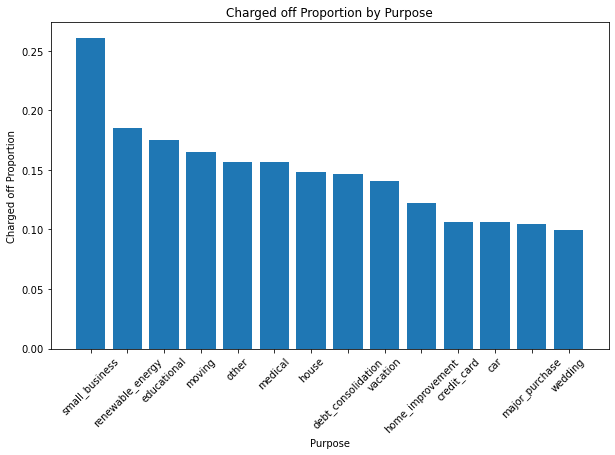 Charged off Proportion by Purpose
Charged off Proportion
0.25
0.20
0.15
0.10
0.05
0.00
small_business
renewable_energy
educational
moving
other
medical
house
debt_consolidation
vacation
home_improvement
credit_card
car
major_purchase
wedding
Purpose